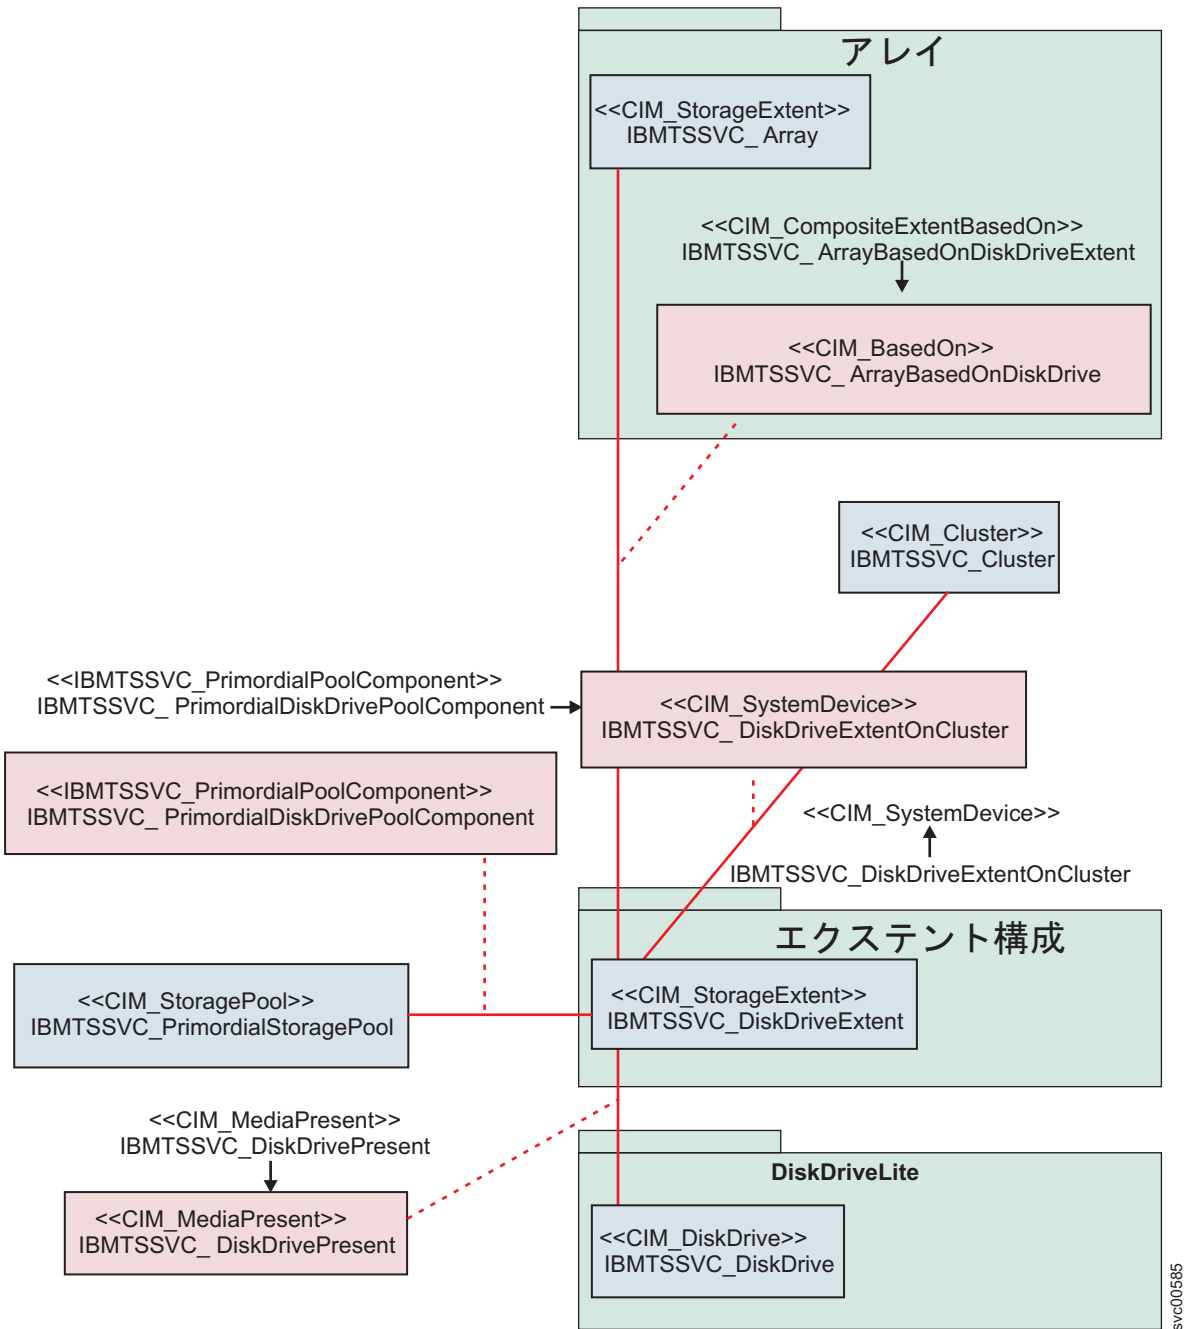 アレイ
<<CIM_StorageExtent>>
IBMTSSVC_ Array
<<CIM_CompositeExtentBasedOn>>
IBMTSSVC_ ArrayBasedOnDiskDriveExtent
<<CIM_BasedOn>>
IBMTSSVC_ ArrayBasedOnDiskDrive
<<CIM_Cluster>>
IBMTSSVC_Cluster
<<IBMTSSVC_PrimordialPoolComponent>>
IBMTSSVC_ PrimordialDiskDrivePoolComponent
<<CIM_SystemDevice>>
IBMTSSVC_ DiskDriveExtentOnCluster
<<IBMTSSVC_PrimordialPoolComponent>>
IBMTSSVC_ PrimordialDiskDrivePoolComponent
<<CIM_SystemDevice>>
IBMTSSVC_DiskDriveExtentOnCluster
エクステント構成
<<CIM_StoragePool>>
IBMTSSVC_PrimordialStoragePool
<<CIM_StorageExtent>>
IBMTSSVC_DiskDriveExtent
<<CIM_MediaPresent>>
IBMTSSVC_DiskDrivePresent
<<CIM_MediaPresent>>
IBMTSSVC_ DiskDrivePresent
DiskDriveLite
<<CIM_DiskDrive>>
IBMTSSVC_DiskDrive
svc00585